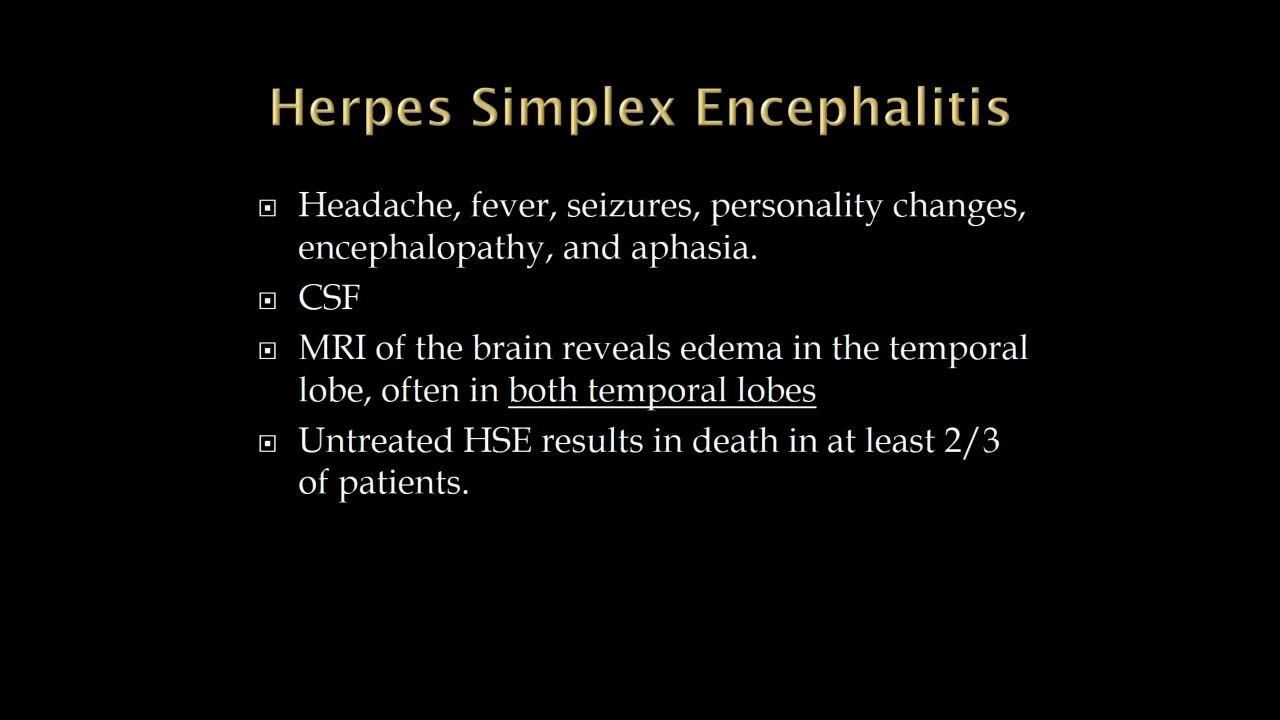 Herpes Simplex Encephalitis
Headache, fever, seizures, personality changes,
encephalopathy, and aphasia.
CSF
MRI of the brain reveals edema in the temporal
lobe, often in both temporal lobes
Untreated HSE results in death in at least 2/3
of patients.